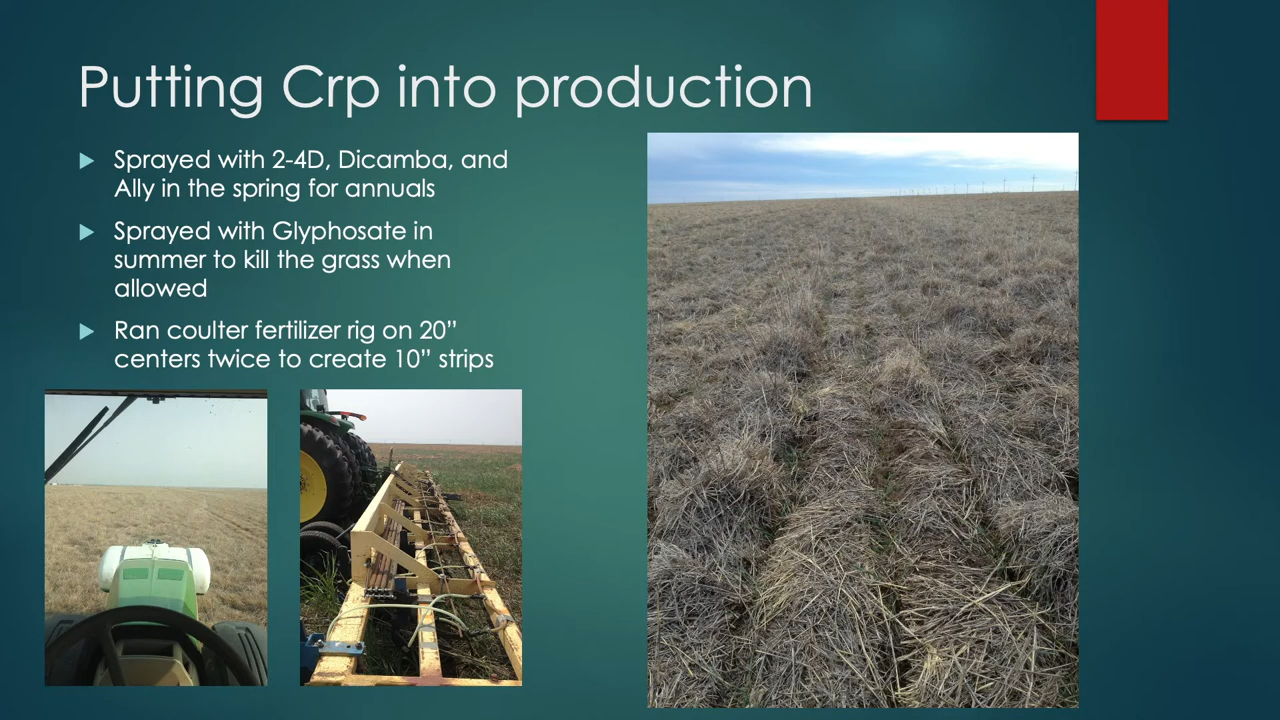 Putting Crp into production
Sprayed with 2-4D, Dicamba, and
Ally in the spring for annuals
Sprayed with Glyphosate in
summer to kill the grass when
allowed
Ran coulter fertilizer rig on 20”
centers twice to create 10” strips